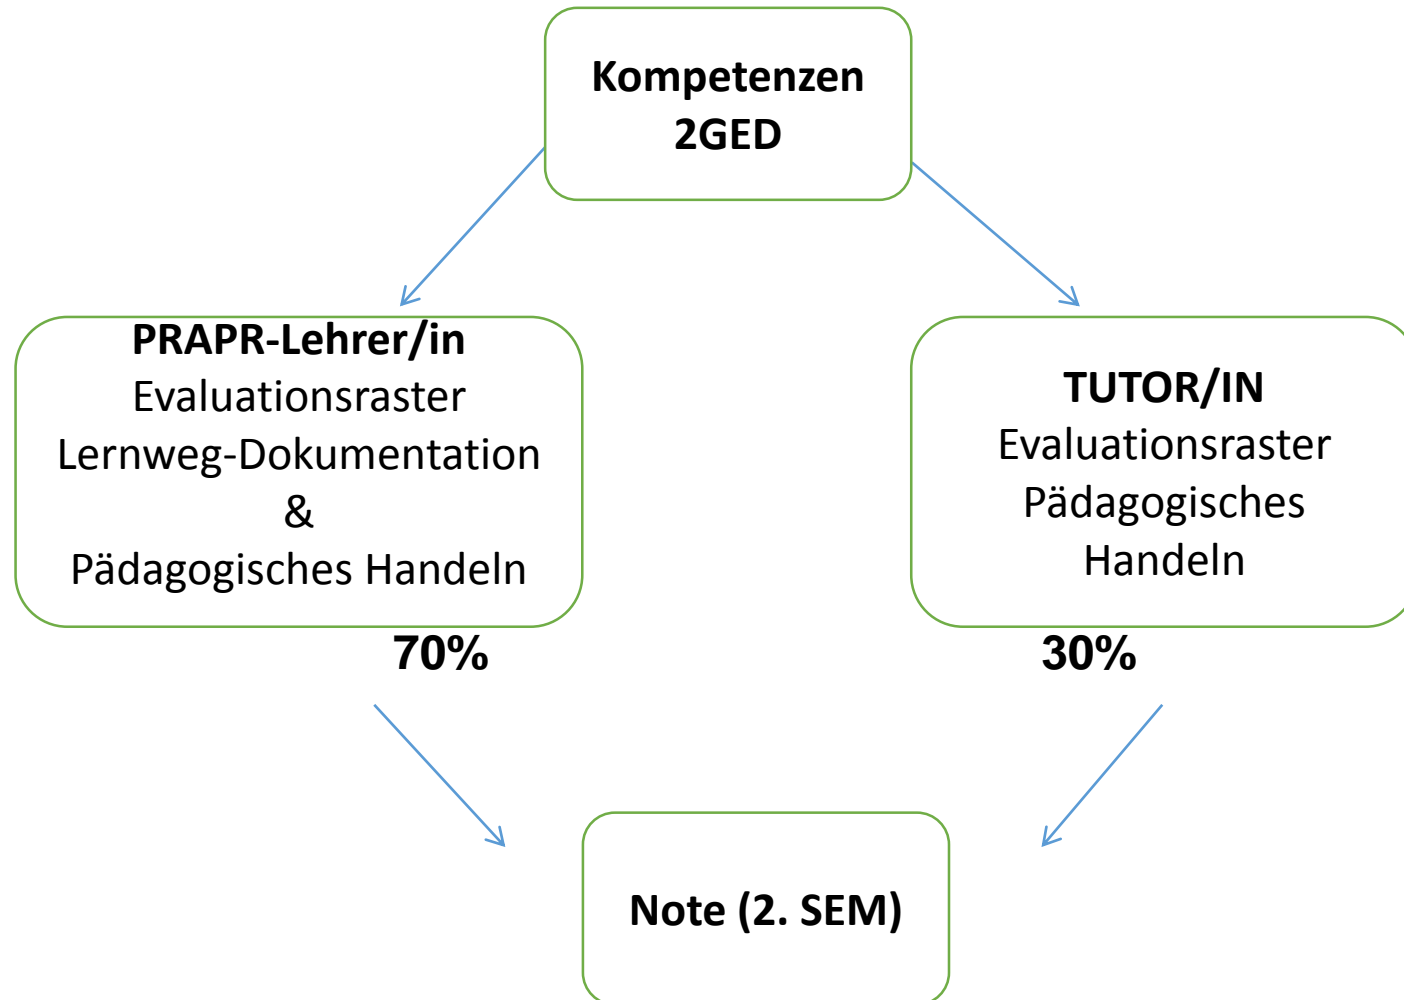 Kompetenzen
2GED
PRAPR-Lehrer/in
Evaluationsraster
Lernweg-Dokumentation
&
Pädagogisches Handeln
70%
TUTOR/IN
Evaluationsraster
Pädagogisches
Handeln
30%
Note (2. SEM)